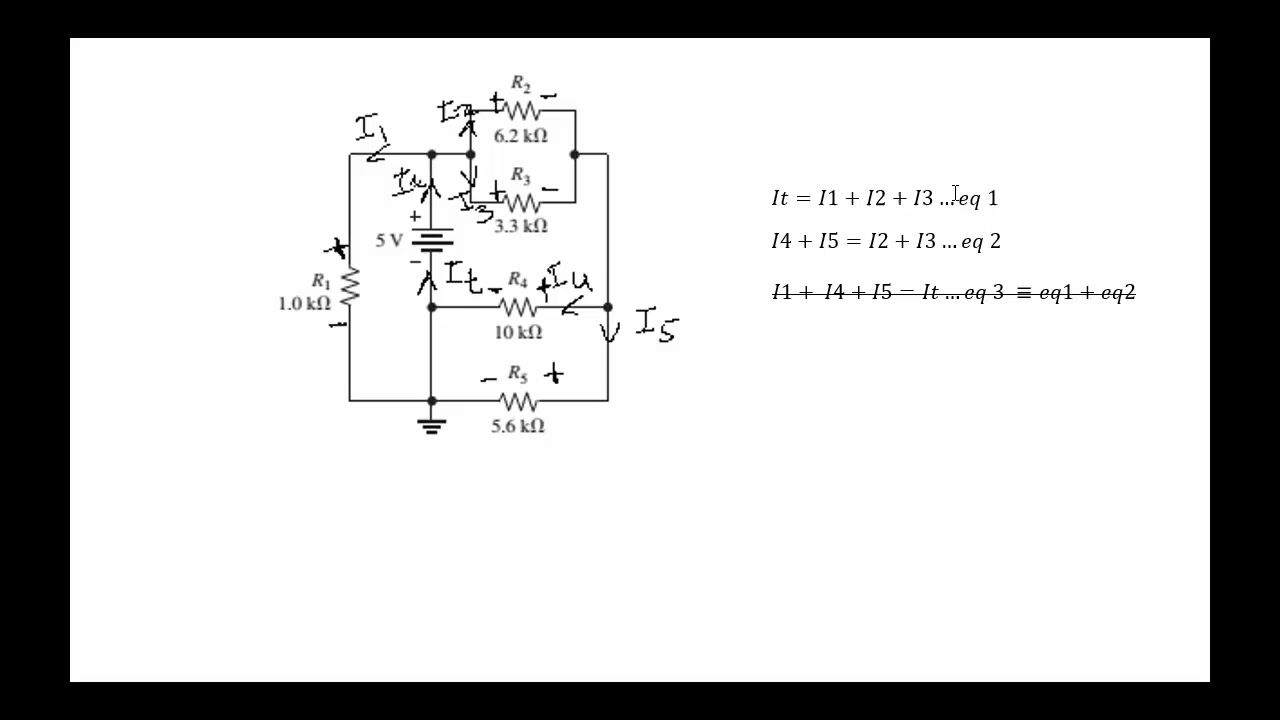 R2
6.2 kΩ
I1
R3
3.3 kΩ
I3
+
5 V
−
R1
1.0 kΩ
It
R4
10 kΩ
I5
R5
5.6 kΩ
It = I1 + I2 + I3 … eq 1
I4 + I5 = I2 + I3 … eq 2
I1 + I4 + I5 = It … eq 3 ≡ eq1 + eq2